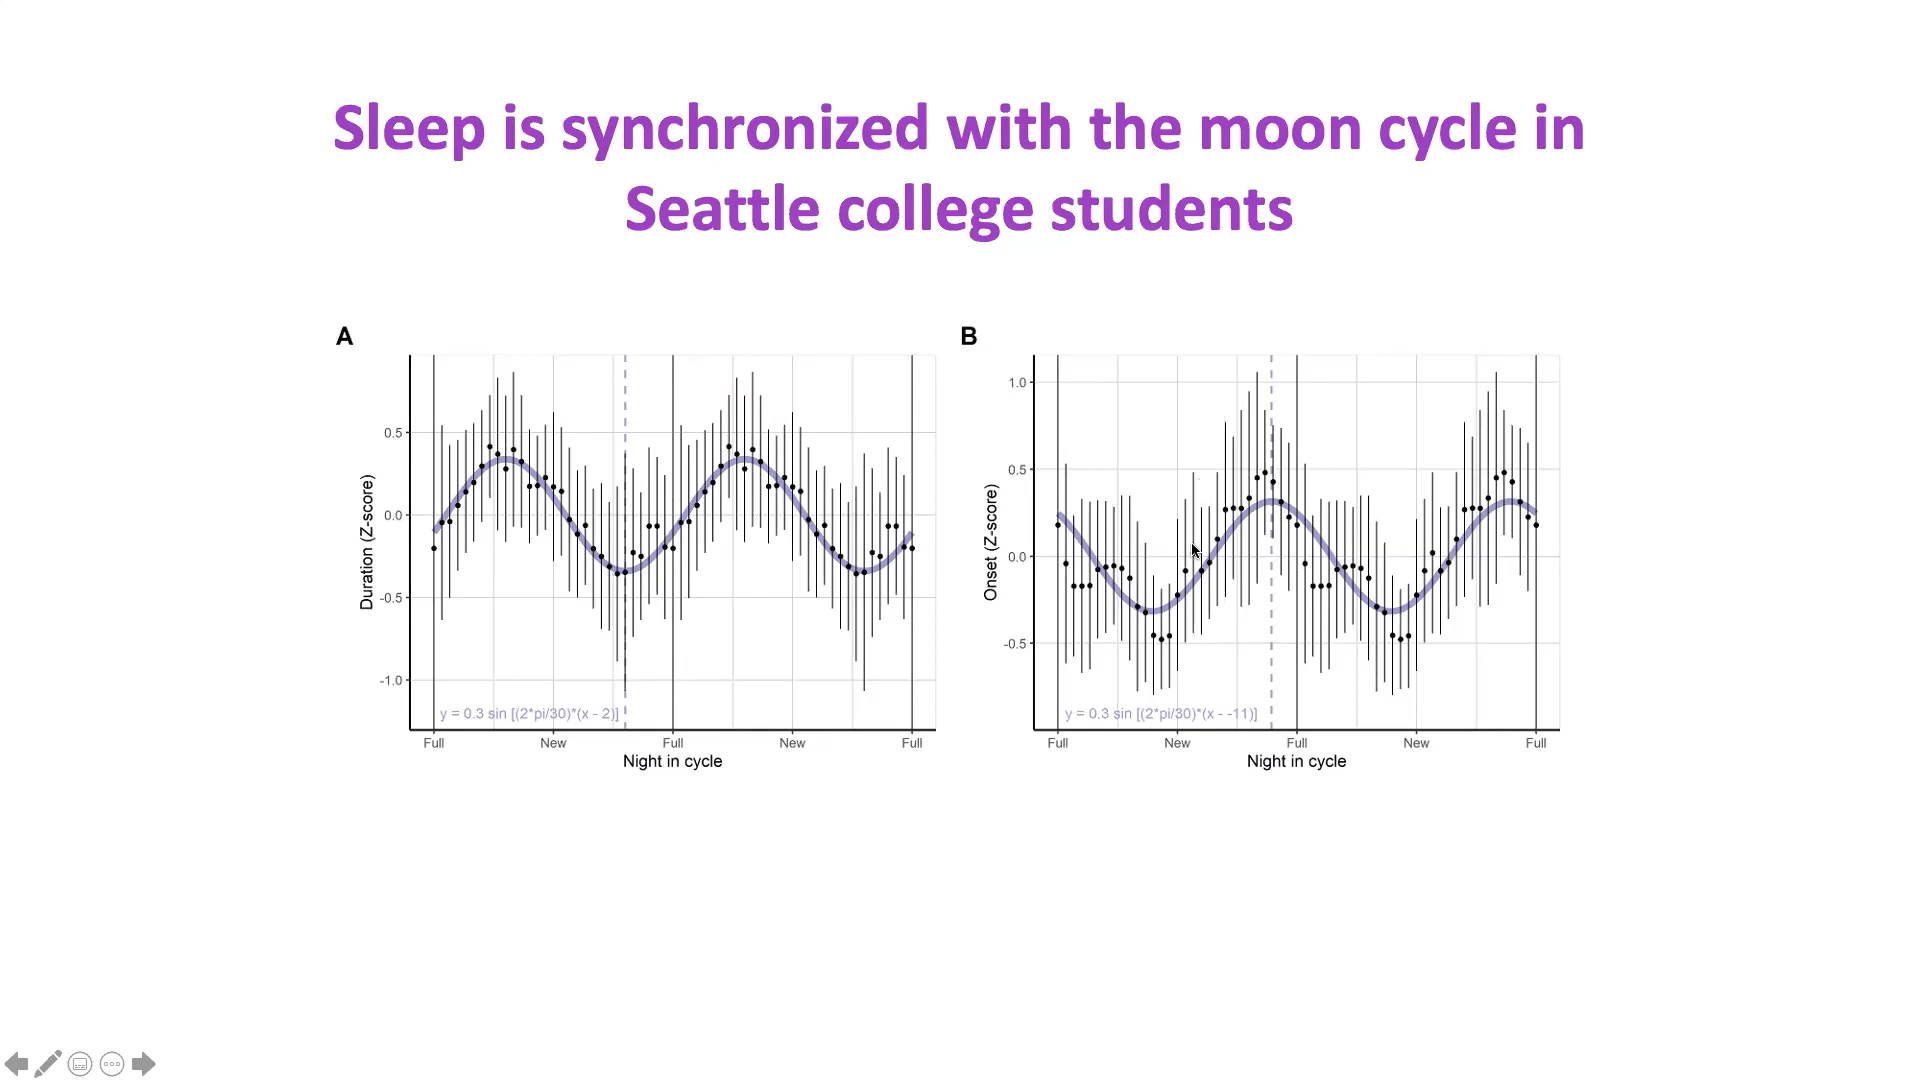 Sleep is synchronized with the moon cycle in
Seattle college students
A
0.5
0.0
-0.5
-1.0
Duration (Z-score)
y = 0.3 sin [(2*pi/30)*(x - 2)]
Full
New
Full
New
Full
Night in cycle
B
1.0
0.5
0.0
-0.5
Onset (Z-score)
y = 0.3 sin [(2*pi/30)*(x - -11)]
Full
New
Full
New
Full
Night in cycle